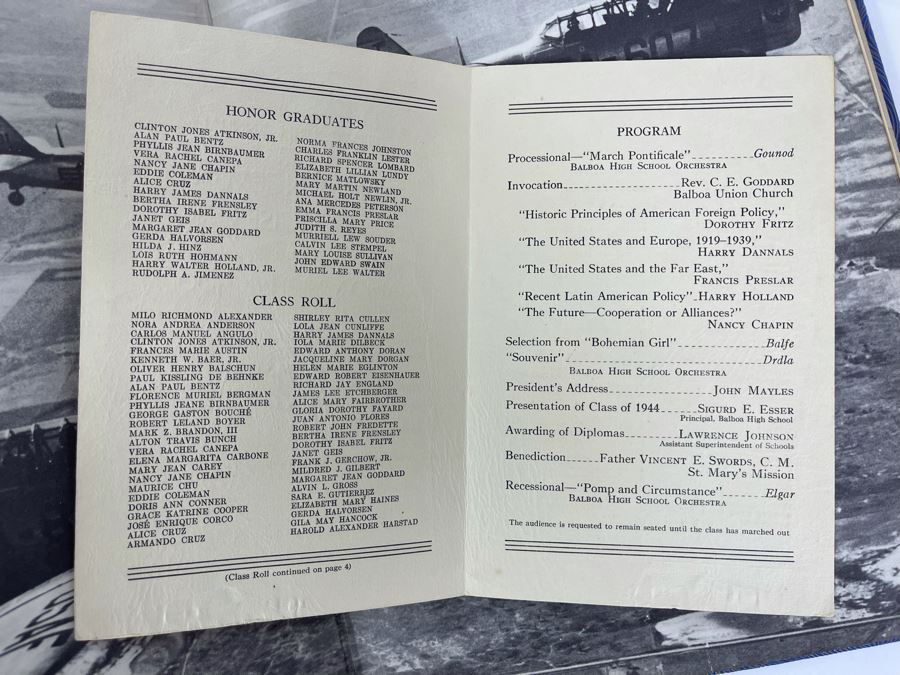 HONOR GRADUATES
CLINTON JONES ATKINSON, JR.
ALAN PAUL BENTZ
PHYLLIS JEAN BIRNBAUMER
VERA RACHEL CANEPA
NANCY JANE CHAPIN
EDDIE COLEMAN
ALICE CRUZ
HARRY JAMES DANNALS
BERTHA IRENE FRENSLEY
DOROTHY ISABEL FRITZ
JANET GEIS
MARGARET JEAN GODDARD
GERDA HALVORSEN
HILDA J. HINZ
LOIS RUTH HOHMANN
HARRY WALTER HOLLAND, JR.
RUDOLPH A. JIMENEZ
NORMA FRANCES JOHNSTON
CHARLES FRANKLIN LESTER
RICHARD SPENCER LOMBARD
ELIZABETH LILLIAN LUNDY
BERNICE MATLOWSKY
MARY MARTIN NEWLAND
MICHAEL HOLT NEWLIN, JR.
ANA MERCEDES PETERSON
EMMA FRANCIS PRESLAR
PRISCILLA MARY PRICE
JUDITH S. REYES
MURRIELL LEW SOUDER
CALVIN LEE STEMPEL
MARY LOUISE SULLIVAN
JOHN EDWARD SWAIN
MURIEL LEE WALTER
CLASS ROLL
MILO RICHMOND ALEXANDER
NORA ANDREA ANDERSON
CARLOS MANUEL ANGULO
CLINTON JONES ATKINSON, JR.
FRANCES MARIE AUSTIN
KENNETH W. BAER, JR.
OLIVER HENRY BALSCHUN
PAUL KISSLING DE BEHNKE
ALAN PAUL BENTZ
FLORENCE MURIEL BERGMAN
PHYLLIS JEANE BIRNBAUMER
GEORGE GASTON BOUCHÉ
ROBERT LELAND BOYER
MARK Z. BRANDON, III
ALTON TRAVIS BUNCH
VERA RACHEL CANEPA
ELENA MARGARITA CARBONE
MARY JEAN CAREY
NANCY JANE CHAPIN
MAURICE CHU
EDDIE COLEMAN
DORIS ANN CONNER
GRACE KATRINE COOPER
JOSÉ ENRIQUE CORCO
ALICE CRUZ
ARMANDO CRUZ
SHIRLEY RITA CULLEN
LOLA JEAN CUNLIFFE
HARRY JAMES DANNALS
IOLA MARIE DILBECK
EDWARD ANTHONY DORAN
JACQUELINE MARY DORGAN
HELEN MARIE EGLINTON
EDWARD ROBERT EISENHAUER
RICHARD JAY ENGLAND
JAMES LEE ETCHBERGER
ALICE MARY FAIRBROTHER
GLORIA DOROTHY FAYARD
JUAN ANTONIO FLORES
ROBERT JOHN FREDETTE
BERTHA IRENE FRENSLEY
DOROTHY ISABEL FRITZ
JANET GEIS
FRANK J. GERCHOW, JR.
MILDRED J. GILBERT
MARGARET JEAN GODDARD
ALVIN L. GROSS
SARA E. GUTIERREZ
ELIZABETH MARY HAINES
GERDA HALVORSEN
GILA MAY HANCOCK
HAROLD ALEXANDER HARSTAD
(Class Roll continued on page 4)
PROGRAM
Processional—"March Pontificale"----------Gounod
BALBOA HIGH SCHOOL ORCHESTRA
Invocation--------------------REV. C. E. GODDARD
Balboa Union Church
"Historic Principles of American Foreign Policy,"
DOROTHY FRITZ
"The United States and Europe, 1919–1939,"
HARRY DANNALS
"The United States and the Far East,"
FRANCIS PRESLAR
"Recent Latin American Policy"--HARRY HOLLAND
"The Future—Cooperation or Alliances?"
NANCY CHAPIN
Selection from "Bohemian Girl"---------------Balfe
"Souvenir"---------------------------------Drdla
BALBOA HIGH SCHOOL ORCHESTRA
President's Address------------------JOHN MAYLES
Presentation of Class of 1944------SIGURD E. ESSER
Principal, Balboa High School
Awarding of Diplomas---------LAWRENCE JOHNSON
Assistant Superintendent of Schools
Benediction------Father VINCENT E. SWORDS, C. M.
St. Mary's Mission
Recessional—"Pomp and Circumstance"-------Elgar
BALBOA HIGH SCHOOL ORCHESTRA
The audience is requested to remain seated until the class has marched out